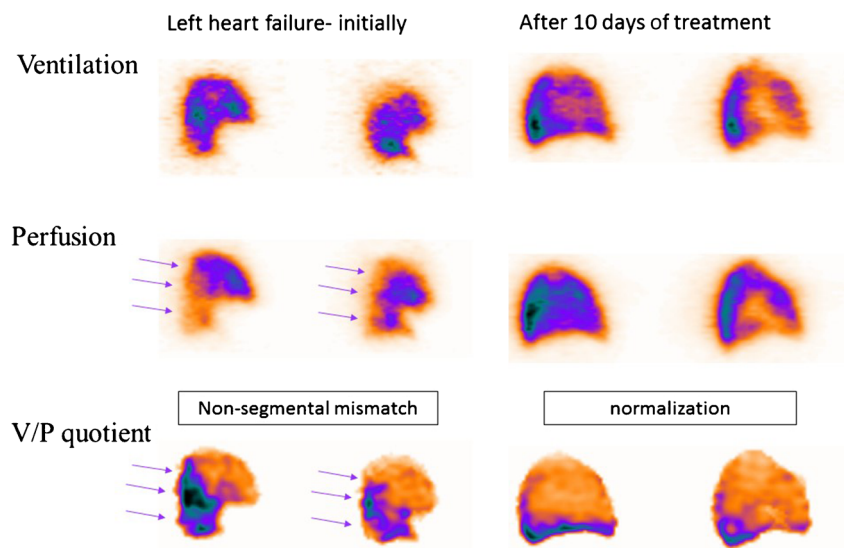 Left heart failure- initially
After 10 days of treatment
Ventilation
Perfusion
Non-segmental mismatch
normalization
V/P quotient